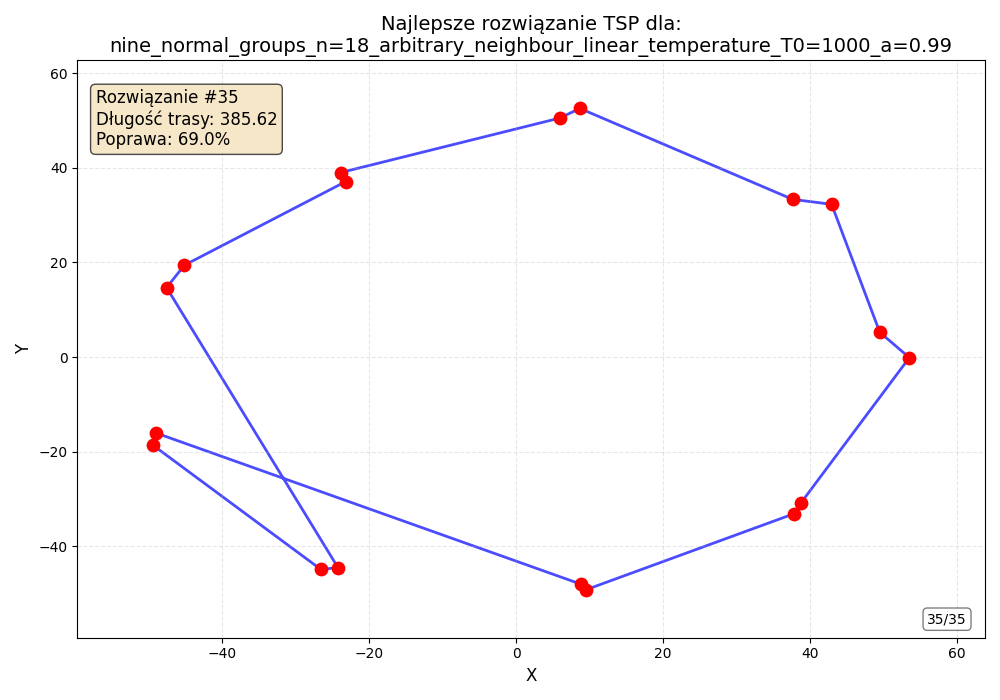 Najlepsze rozwiązanie TSP dla:
nine_normal_groups_n=18_arbitrary_neighbour_linear_temperature_T0=1000_a=0.99
Rozwiązanie #35
Długość trasy: 385.62
Poprawa: 69.0%
60
40
20
0
−20
−40
Y
35/35
−40
−20
0
20
40
60
X